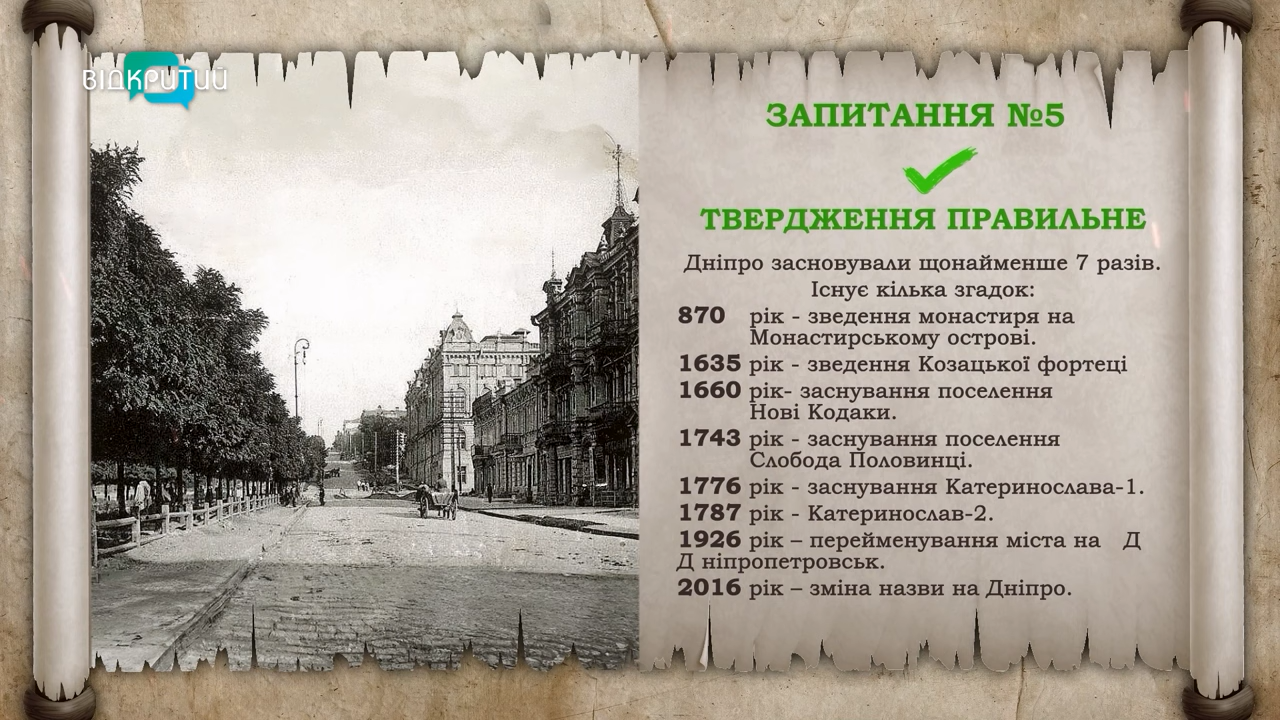 ВІДКРИТИЙ
ЗАПИТАННЯ №5
ТВЕРДЖЕННЯ ПРАВИЛЬНЕ
Дніпро засновували щонайменше 7 разів.
Існує кілька згадок:
870 рік - зведення монастиря на
Монастирському острові.
1635 рік - зведення Козацької фортеці
1660 рік- заснування поселення
Нові Кодаки.
1743 рік - заснування поселення
Слобода Половинці.
1776 рік - заснування Катеринослава-1.
1787 рік - Катеринослав-2.
1926 рік – перейменування міста на Д
Д ніпропетровськ.
2016 рік – зміна назви на Дніпро.